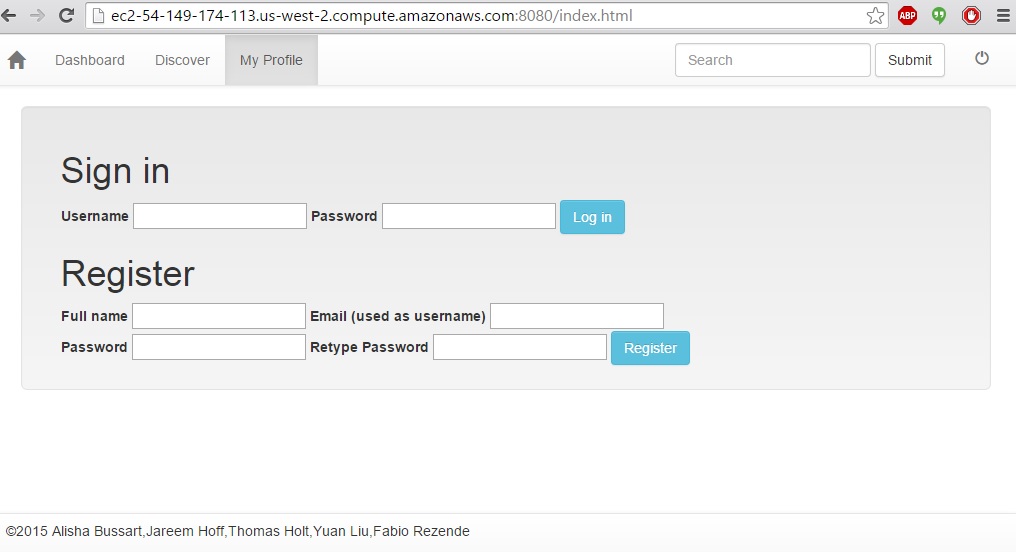 ec2-54-149-174-113.us-west-2.compute.amazonaws.com:8080/index.html ABP
Dashboard Discover My Profile Search Submit
Sign in
Username Password Log in
Register
Full name Email (used as username)
Password Retype Password Register
©2015 Alisha Bussart,Jareem Hoff,Thomas Holt,Yuan Liu,Fabio Rezende